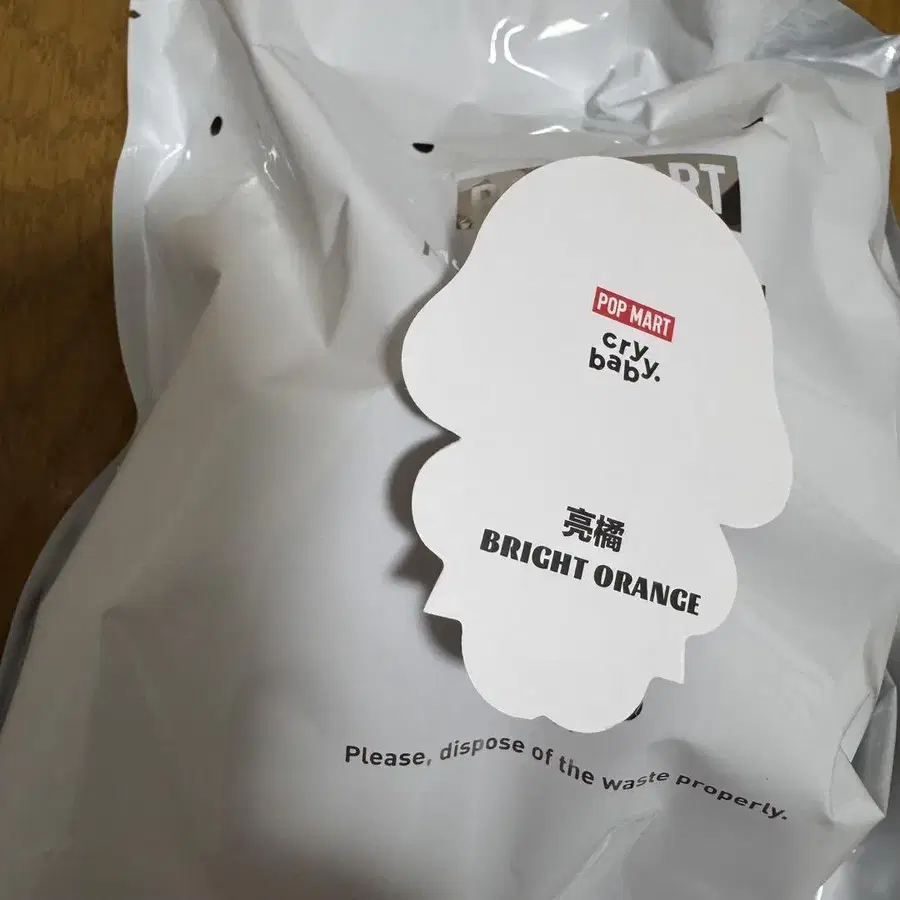 POP MART
cry
baby.
亮橘
BRIGHT ORANGE
Please, dispose of the waste properly.